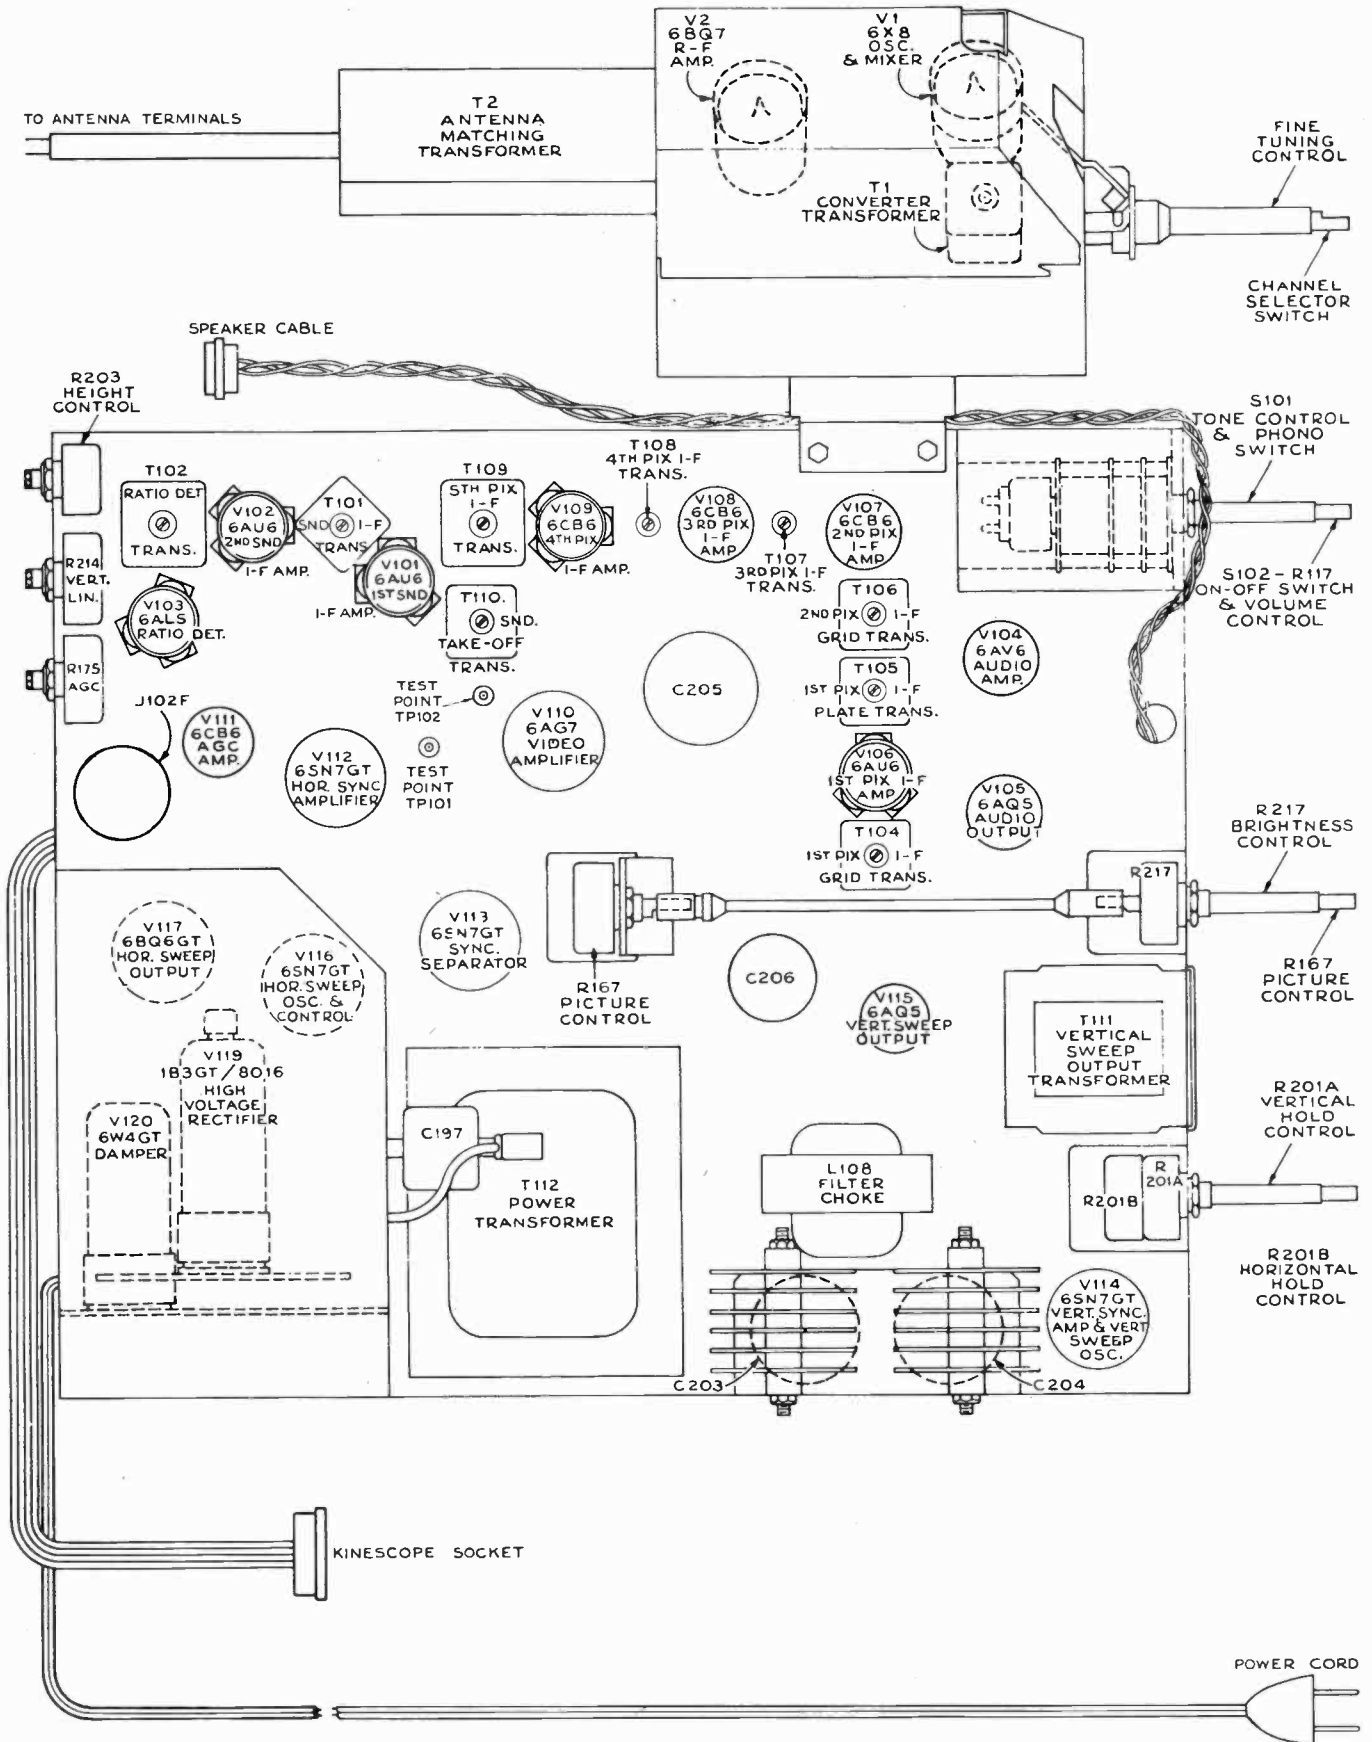 V2
6BQ7
R-F
AMP.
V1
6X8
OSC.
& MIXER
T2
ANTENNA
MATCHING
TRANSFORMER
TO ANTENNA TERMINALS
FINE
TUNING
CONTROL
T1
CONVERTER
TRANSFORMER
CHANNEL
SELECTOR
SWITCH
SPEAKER CABLE
R203
HEIGHT
CONTROL
S101
TONE CONTROL
& PHONO
SWITCH
T102
RATIO DET
TRANS.
V102
6AU6
2ND SND
I-F AMP.
T101
SND I-F
TRANS
T109
5TH PIX
I-F
TRANS.
V109
6CB6
4TH PIX
I-F AMP.
T108
4TH PIX I-F
TRANS.
V108
6CB6
3RD PIX
I-F
AMP
T107
3RD PIX I-F
TRANS.
V107
6CB6
2ND PIX
I-F
AMP
R214
VERT.
LIN.
V101
6AU6
1ST SND
I-F AMP.
S102-R117
ON-OFF SWITCH
& VOLUME
CONTROL
V103
6AL5
RATIO DET.
T110.
SND.
TAKE-OFF
TRANS.
T106
2ND PIX I-F
GRID TRANS.
V104
6AV6
AUDIO
AMP.
R175
AGC
TEST
POINT
TP102
C205
T105
1ST PIX I-F
PLATE TRANS.
J102F
V111
6CB6
AGC
AMP.
V112
6SN7GT
HOR. SYNC
AMPLIFIER
TEST
POINT
TP101
V110
6AG7
VIDEO
AMPLIFIER
V106
6AU6
1ST PIX I-F
AMP
V105
6AQ5
AUDIO
OUTPUT
T104
1ST PIX I-F
GRID TRANS.
R217
BRIGHTNESS
CONTROL
R217
V117
6BQ6GT
HOR. SWEEP
OUTPUT
V116
6SN7GT
HOR. SWEEP
OSC. &
CONTROL
V113
6SN7GT
SYNC.
SEPARATOR
R167
PICTURE
CONTROL
C206
V115
6AQ5
VERT. SWEEP
OUTPUT
R167
PICTURE
CONTROL
T111
VERTICAL
SWEEP
OUTPUT
TRANSFORMER
V119
1B3GT/8016
HIGH
VOLTAGE
RECTIFIER
V120
6W4GT
DAMPER
C197
T112
POWER
TRANSFORMER
L108
FILTER
CHOKE
R201A
VERTICAL
HOLD
CONTROL
R201B
R
201A
R201B
HORIZONTAL
HOLD
CONTROL
V114
6SN7GT
VERT. SYNC.
AMP & VERT
SWEEP
OSC.
C203
C204
KINESCOPE SOCKET
POWER CORD